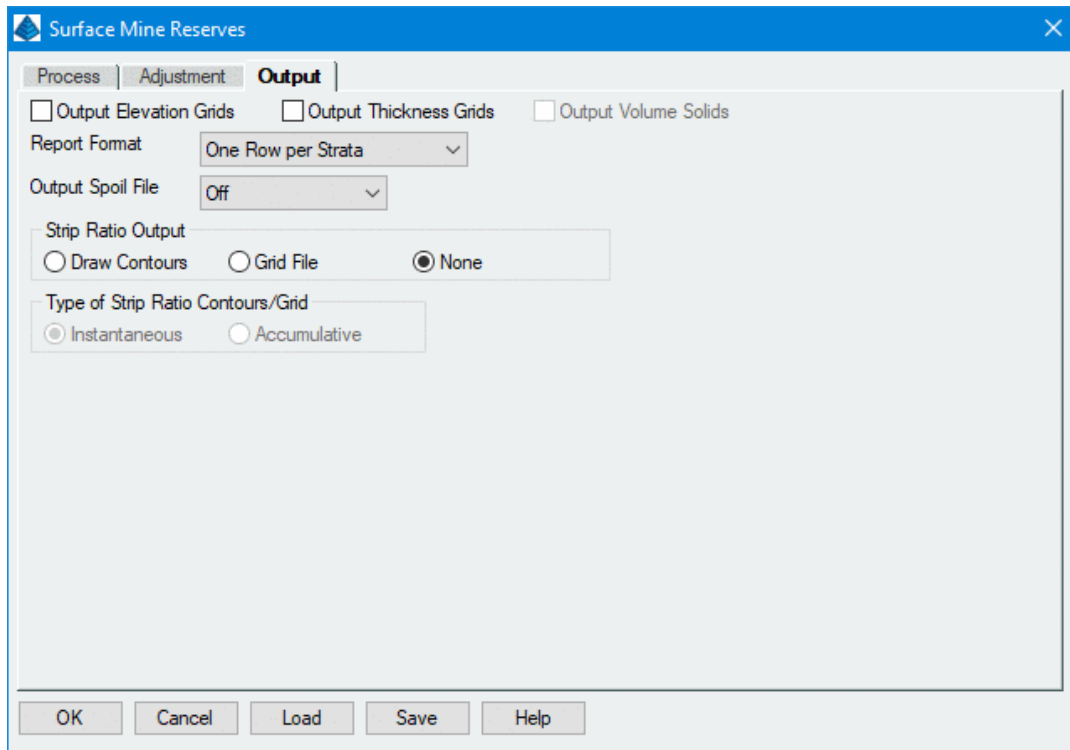 Surface Mine Reserves
Process Adjustment Output
Output Elevation Grids Output Thickness Grids Output Volume Solids
Report Format One Row per Strata
Output Spoil File Off
Strip Ratio Output
Draw Contours Grid File None
Type of Strip Ratio Contours/Grid
Instantaneous Accumulative
OK Cancel Load Save Help